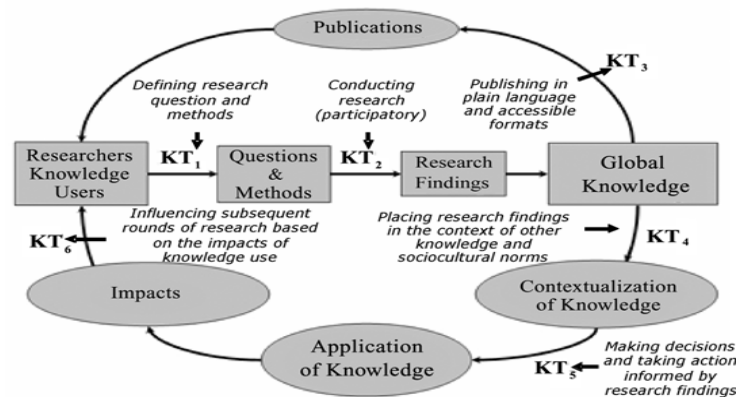 Publications
KT3
Defining research
question and
methods
Conducting
research
(participatory)
Publishing in
plain language
and accessible
formats
Researchers
Knowledge
Users
KT1
Questions
&
Methods
KT2
Research
Findings
Global
Knowledge
KT6
Influencing subsequent
rounds of research based
on the impacts of
knowledge use
Placing research findings
in the context of other
knowledge and
sociocultural norms
KT4
Impacts
Contextualization
of Knowledge
Application
of Knowledge
KT5
Making decisions
and taking action
informed by
research findings